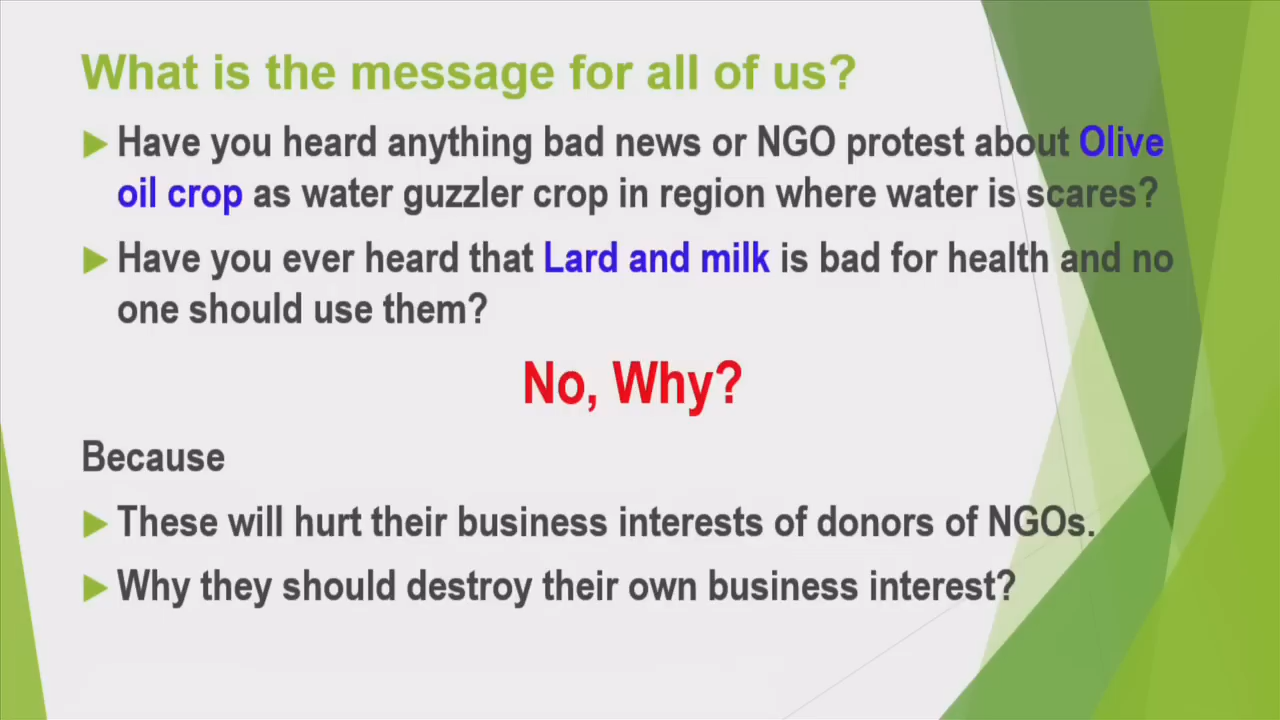 What is the message for all of us?
Have you heard anything bad news or NGO protest about Olive
oil crop as water guzzler crop in region where water is scares?
Have you ever heard that Lard and milk is bad for health and no
one should use them?
No, Why?
Because
These will hurt their business interests of donors of NGOs.
Why they should destroy their own business interest?